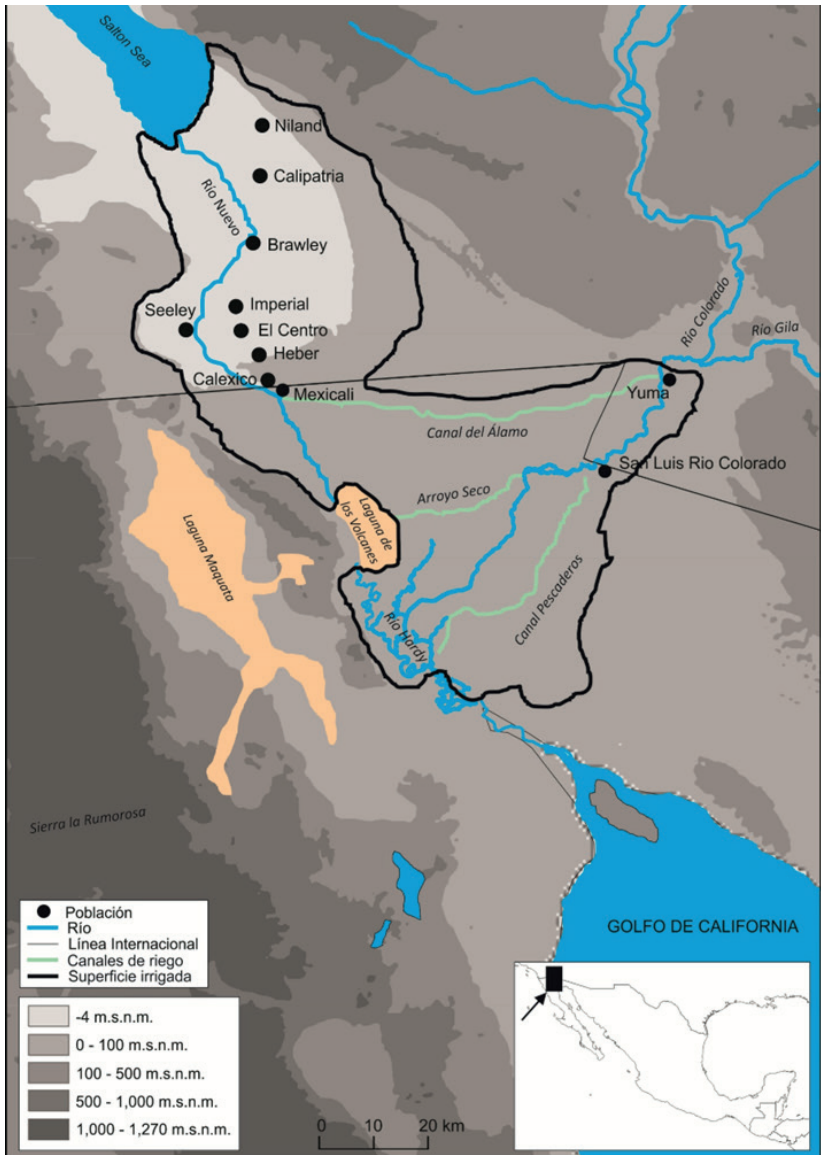 Salton Sea
Niland
Calipatria
Río Nuevo
Brawley
Imperial
Seeley
El Centro
Heber
Río Colorado
Río Gila
Calexico
Mexicali
Yuma
Canal del Álamo
San Luis Rio Colorado
Arroyo Seco
Laguna de
los Volcanes
Laguna Maquata
Canal Pescaderos
Río Hardy
Sierra la Rumorosa
GOLFO DE CALIFORNIA
Población
Río
Línea Internacional
Canales de riego
Superficie irrigada
-4 m.s.n.m.
0 - 100 m.s.n.m.
100 - 500 m.s.n.m.
500 - 1,000 m.s.n.m.
1,000 - 1,270 m.s.n.m.
0 10 20 km